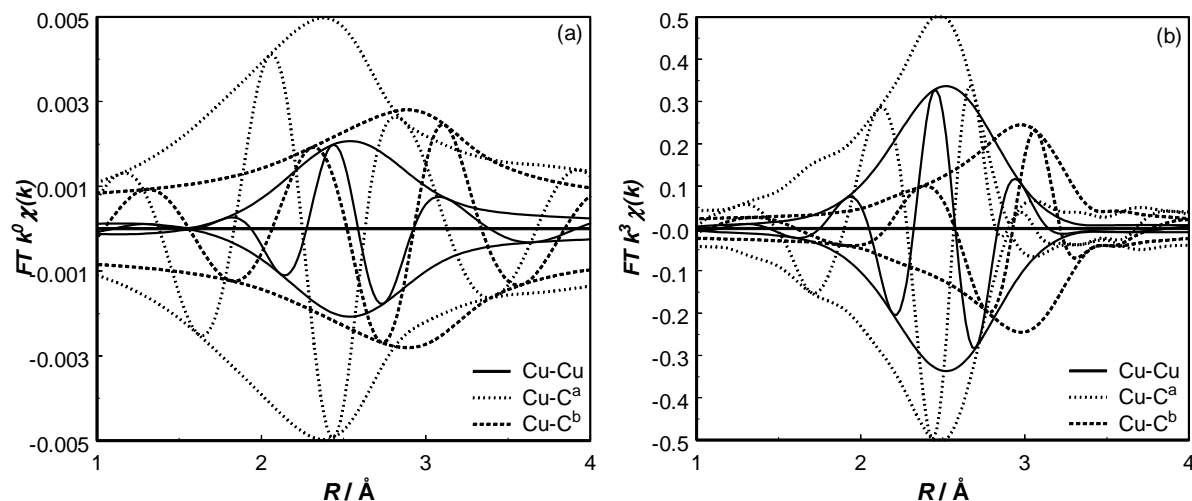 (a)
FT k⁰ χ(k)
0.005
0.003
0.001
-0.001
-0.003
-0.005
1
2
3
4
R / Å
Cu-Cu
Cu-Cᵃ
Cu-Cᵇ
(b)
FT k³ χ(k)
0.5
0.4
0.3
0.2
0.1
-0.0
-0.1
-0.2
-0.3
-0.4
-0.5
1
2
3
4
R / Å
Cu-Cu
Cu-Cᵃ
Cu-Cᵇ